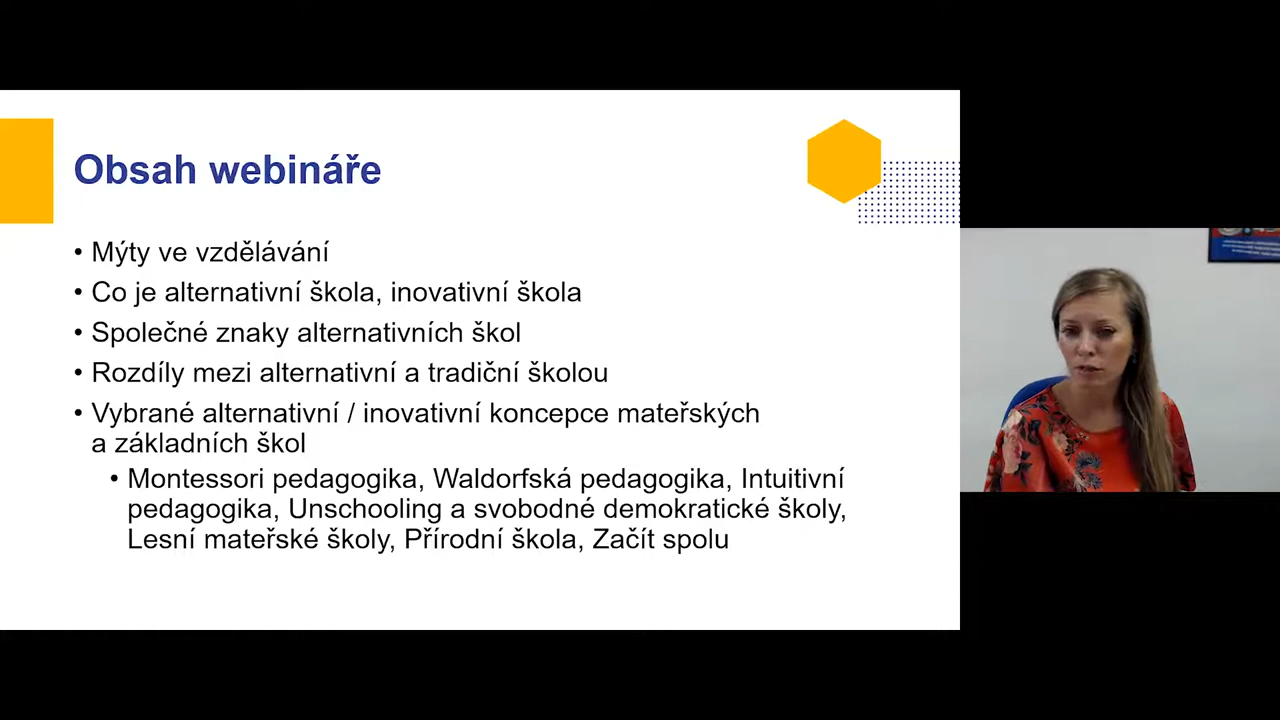 Obsah webináře
• Mýty ve vzdělávání
• Co je alternativní škola, inovativní škola
• Společné znaky alternativních škol
• Rozdíly mezi alternativní a tradiční školou
• Vybrané alternativní / inovativní koncepce mateřských
a základních škol
• Montessori pedagogika, Waldorfská pedagogika, Intuitivní
pedagogika, Unschooling a svobodné demokratické školy,
Lesní mateřské školy, Přírodní škola, Začít spolu